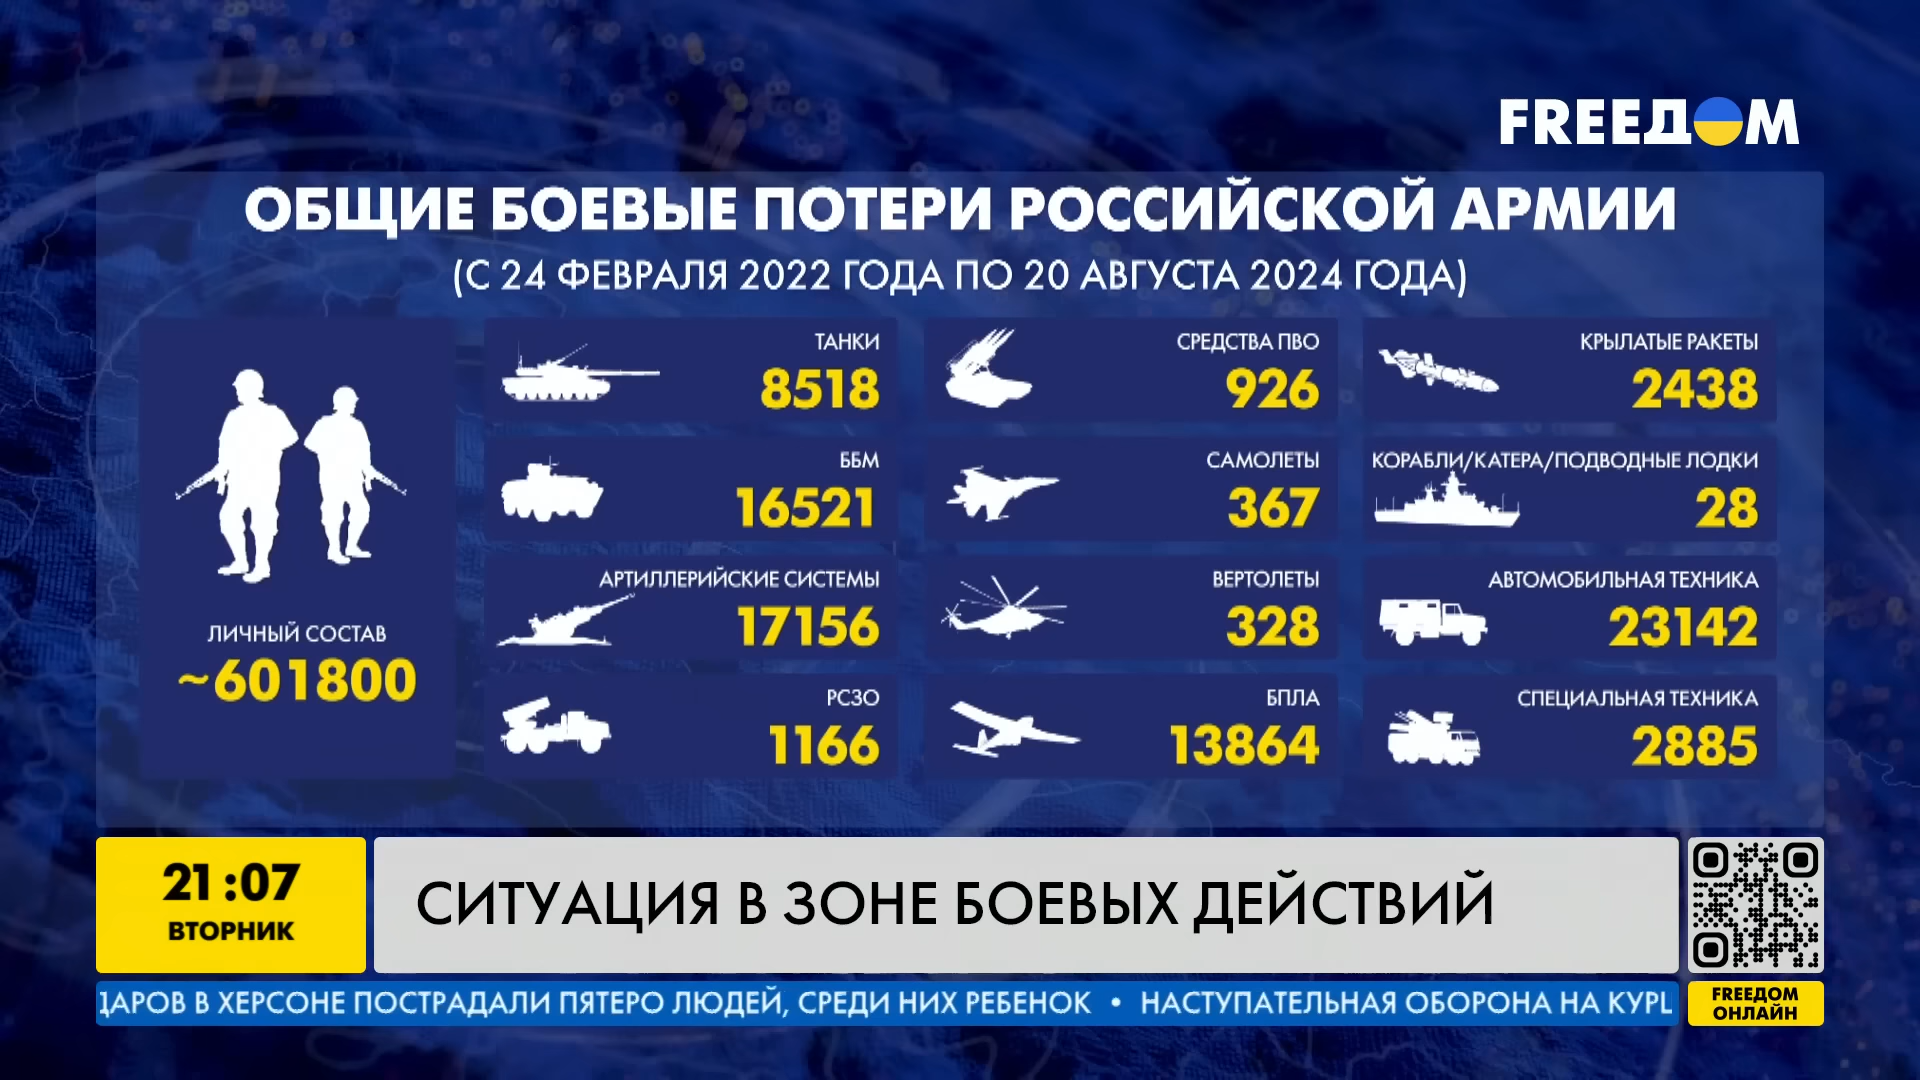 FREEДOM
ОБЩИЕ БОЕВЫЕ ПОТЕРИ РОССИЙСКОЙ АРМИИ
(С 24 ФЕВРАЛЯ 2022 ГОДА ПО 20 АВГУСТА 2024 ГОДА)
ЛИЧНЫЙ СОСТАВ
~601800
ТАНКИ
8518
ББМ
16521
АРТИЛЛЕРИЙСКИЕ СИСТЕМЫ
17156
РСЗО
1166
СРЕДСТВА ПВО
926
САМОЛЕТЫ
367
ВЕРТОЛЕТЫ
328
БПЛА
13864
КРЫЛАТЫЕ РАКЕТЫ
2438
КОРАБЛИ/КАТЕРА/ПОДВОДНЫЕ ЛОДКИ
28
АВТОМОБИЛЬНАЯ ТЕХНИКА
23142
СПЕЦИАЛЬНАЯ ТЕХНИКА
2885
21:07
ВТОРНИК
СИТУАЦИЯ В ЗОНЕ БОЕВЫХ ДЕЙСТВИЙ
ДАРОВ В ХЕРСОНЕ ПОСТРАДАЛИ ПЯТЕРО ЛЮДЕЙ, СРЕДИ НИХ РЕБЕНОК • НАСТУПАТЕЛЬНАЯ ОБОРОНА НА
FREEДOM
ОНЛАЙН